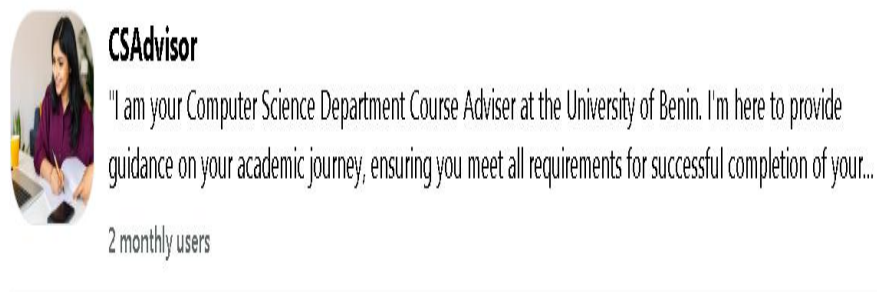 CSAdvisor
"I am your Computer Science Department Course Adviser at the University of Benin. I'm here to provide
guidance on your academic journey, ensuring you meet all requirements for successful completion of your...
2 monthly users